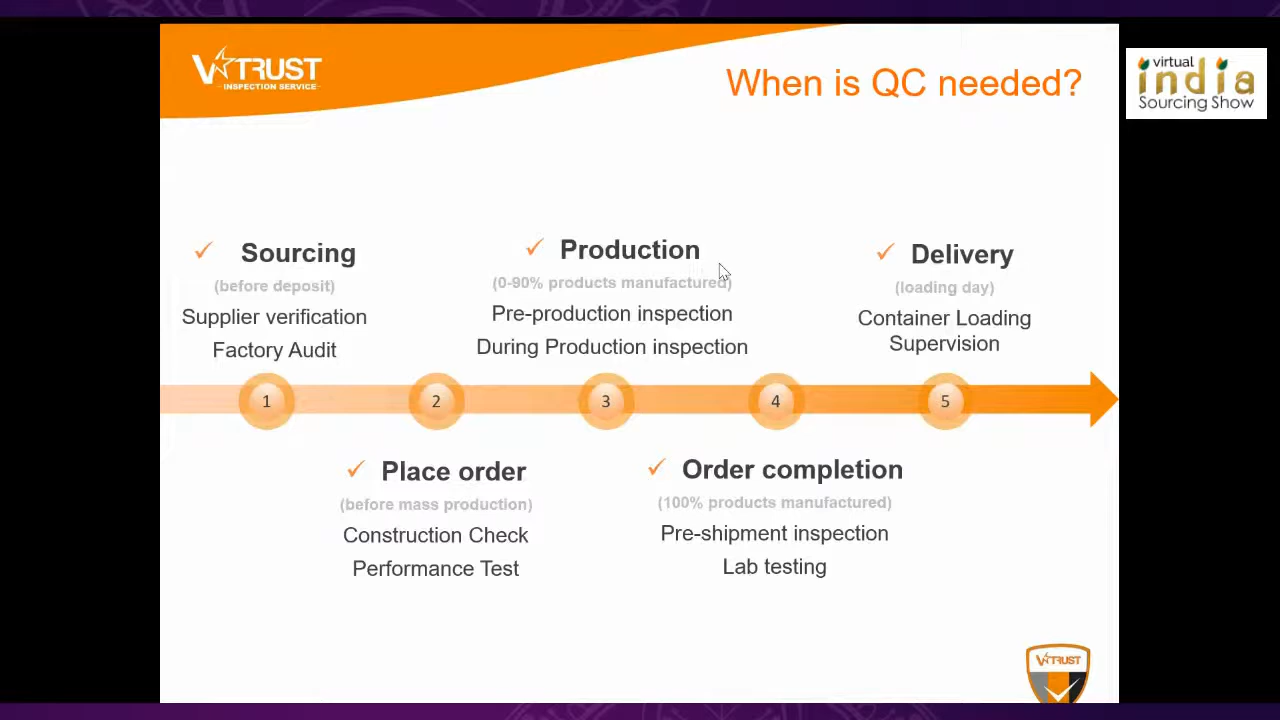 VTRUST
INSPECTION SERVICE
When is QC needed?
virtual
india
Sourcing Show
✓ Sourcing
(before deposit)
Supplier verification
Factory Audit
✓ Production
(0-90% products manufactured)
Pre-production inspection
During Production inspection
✓ Delivery
(loading day)
Container Loading
Supervision
1
2
3
4
5
✓ Place order
(before mass production)
Construction Check
Performance Test
✓ Order completion
(100% products manufactured)
Pre-shipment inspection
Lab testing
VTRUST